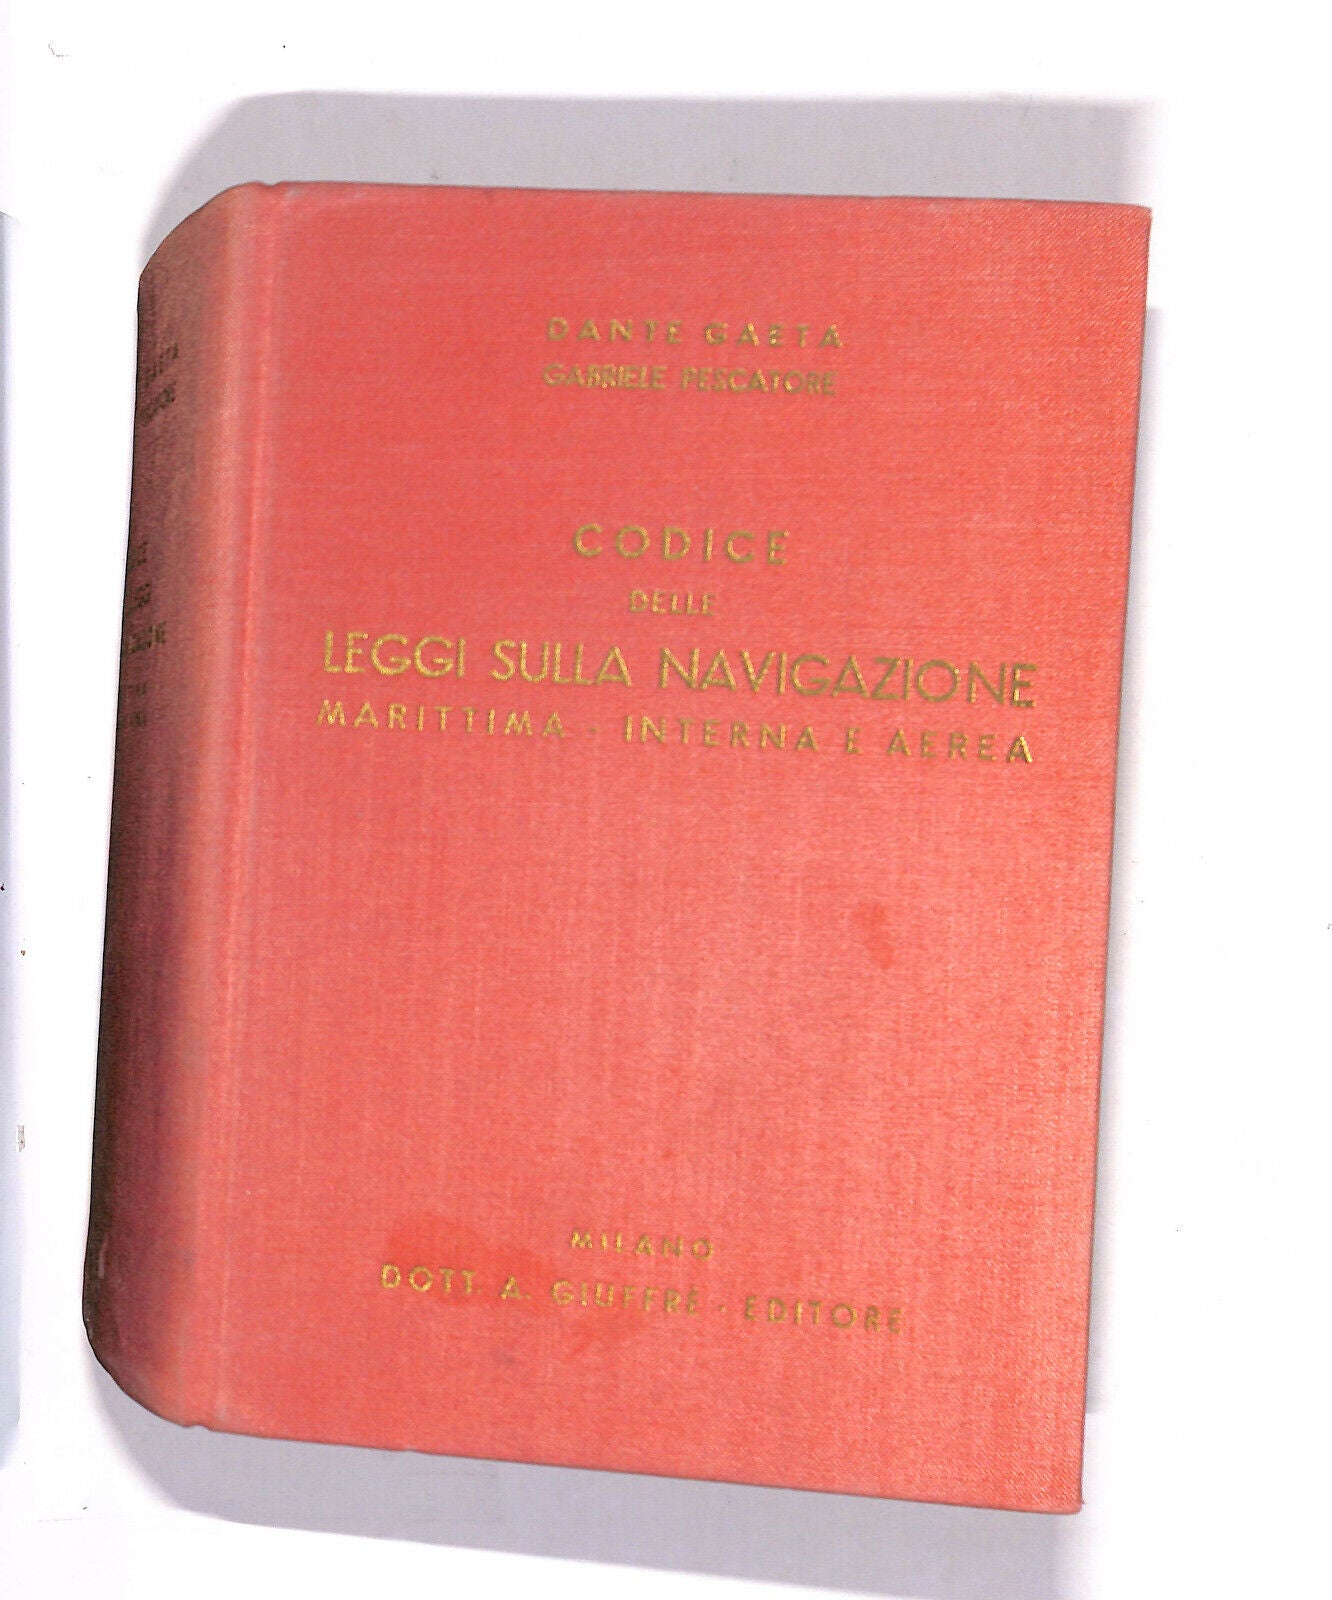 DANTE GAETA
GABRIELE PESCATORE
CODICE
DELLE
LEGGI SULLA NAVIGAZIONE
MARITTIMA - INTERNA E AEREA
MILANO
DOTT. A. GIUFFRÈ - EDITORE